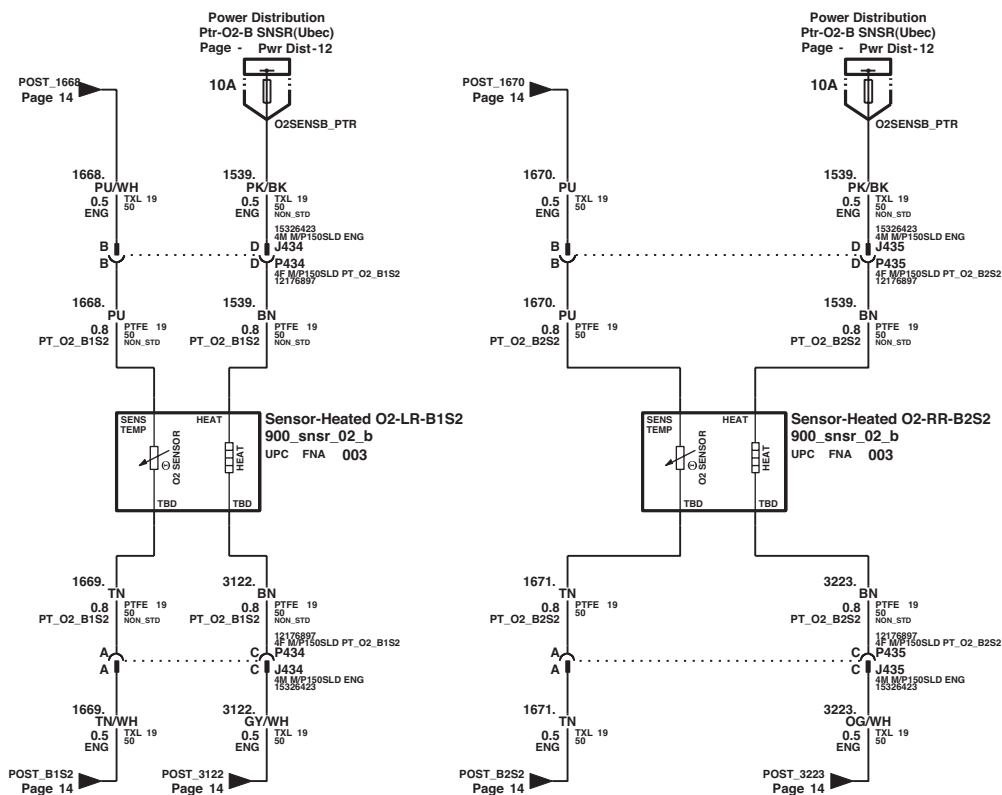 Power Distribution
Ptr-O2-B SNSR(Ubec)
Page - Pwr Dist-12
POST_1668
Page 14
10A
O2SENSB_PTR
1668.
PU/WH
0.5
ENG
TXL 19
50
1539.
PK/BK
0.5
ENG
TXL 19
50
NON_STD
15326423
4M M/P150SLD ENG
B
D J434
B
D P434
4F M/P150SLD PT_O2_B1S2
12176897
1668.
PU
0.8
PT_O2_B1S2
PTFE 19
50
NON_STD
1539.
BN
0.8
PT_O2_B1S2
PTFE 19
50
NON_STD
SENS
TEMP
HEAT
O2 SENSOR
HEAT
TBD
TBD
Sensor-Heated O2-LR-B1S2
900_snsr_02_b
UPC FNA 003
1669.
TN
0.8
PT_O2_B1S2
PTFE 19
50
NON_STD
3122.
BN
0.8
PT_O2_B1S2
PTFE 19
50
NON_STD
12176897
4F M/P150SLD PT_O2_B1S2
A
C P434
A
C J434
4M M/P150SLD ENG
15326423
1669.
TN/WH
0.5
ENG
TXL 19
50
3122.
GY/WH
0.5
ENG
TXL 19
50
POST_B1S2
Page 14
POST_3122
Page 14
Power Distribution
Ptr-O2-B SNSR(Ubec)
Page - Pwr Dist-12
POST_1670
Page 14
10A
O2SENSB_PTR
1670.
PU
0.5
ENG
TXL 19
50
1539.
PK/BK
0.5
ENG
TXL 19
50
NON_STD
15326423
4M M/P150SLD ENG
B
D J435
B
D P435
4F M/P150SLD PT_O2_B2S2
12176897
1670.
PU
0.8
PT_O2_B2S2
PTFE 19
50
1539.
BN
0.8
PT_O2_B2S2
PTFE 19
50
NON_STD
SENS
TEMP
HEAT
O2 SENSOR
HEAT
TBD
TBD
Sensor-Heated O2-RR-B2S2
900_snsr_02_b
UPC FNA 003
1671.
TN
0.8
PT_O2_B2S2
PTFE 19
50
3223.
BN
0.8
PT_O2_B2S2
PTFE 19
50
NON_STD
12176897
4F M/P150SLD PT_O2_B2S2
A
C P435
A
C J435
4M M/P150SLD ENG
15326423
1671.
TN
0.5
ENG
TXL 19
50
3223.
OG/WH
0.5
ENG
TXL 19
50
POST_B2S2
Page 14
POST_3223
Page 14